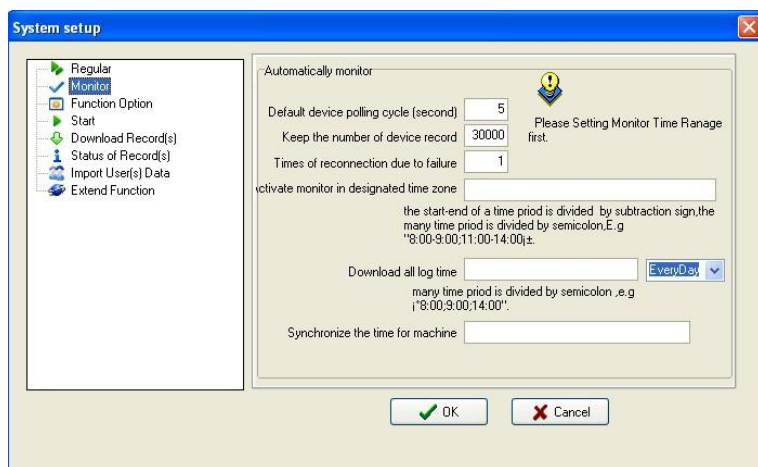 System setup
Regular
Monitor
Function Option
Start
Download Record(s)
Status of Record(s)
Import User(s) Data
Extend Function
Automatically monitor
Default device polling cycle (second) 5
Keep the number of device record 30000
Times of reconnection due to failure 1
Please Setting Monitor Time Ranage
first.
ctivate monitor in designated time zone
the start-end of a time priod is divided by subtraction sign,the
many time priod is divided by semicolon,E.g
"8:00-9:00;11:00-14:00¡±.
Download all log time EveryDay
many time priod is divided by semicolon ,e.g
¡°8:00;9:00;14:00".
Synchronize the time for machine
OK Cancel